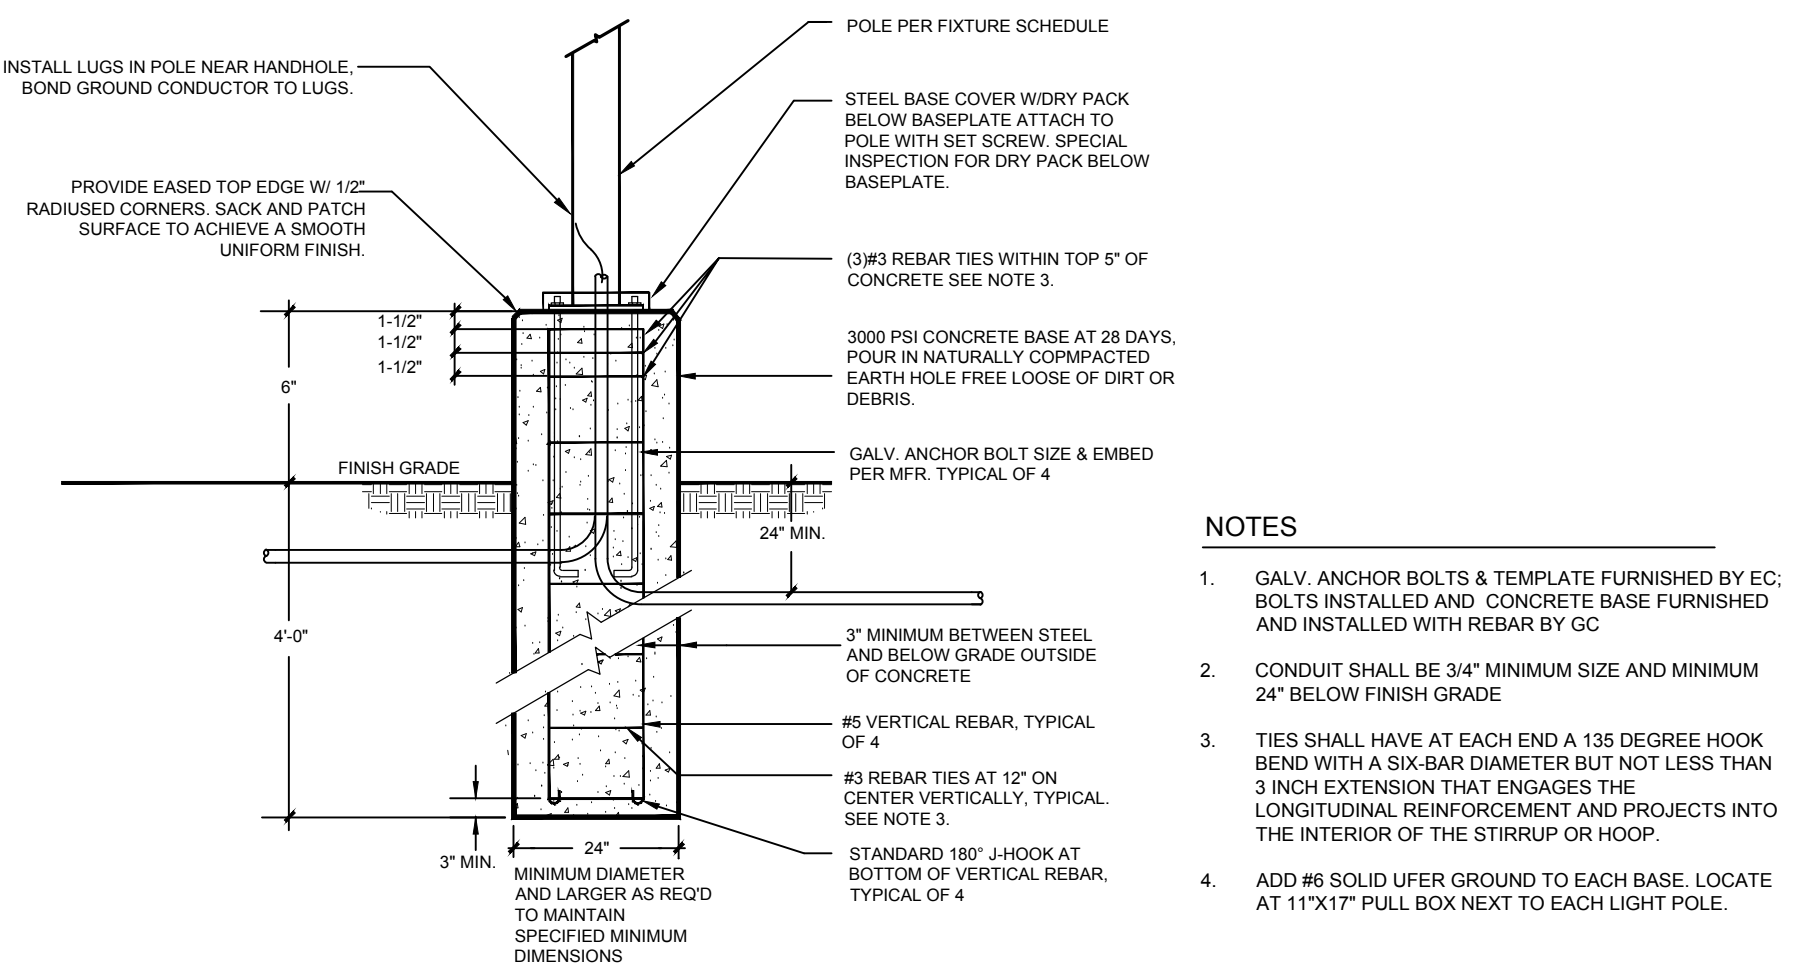 POLE PER FIXTURE SCHEDULE
INSTALL LUGS IN POLE NEAR HANDHOLE,
BOND GROUND CONDUCTOR TO LUGS.
STEEL BASE COVER W/DRY PACK
BELOW BASEPLATE ATTACH TO
POLE WITH SET SCREW. SPECIAL
INSPECTION FOR DRY PACK BELOW
BASEPLATE.
PROVIDE EASED TOP EDGE W/ 1/2"
RADIUSED CORNERS. SACK AND PATCH
SURFACE TO ACHIEVE A SMOOTH
UNIFORM FINISH.
(3)#3 REBAR TIES WITHIN TOP 5" OF
CONCRETE SEE NOTE 3.
1-1/2"
1-1/2"
1-1/2"
6"
3000 PSI CONCRETE BASE AT 28 DAYS,
POUR IN NATURALLY COPMPACTED
EARTH HOLE FREE LOOSE OF DIRT OR
DEBRIS.
GALV. ANCHOR BOLT SIZE & EMBED
PER MFR. TYPICAL OF 4
FINISH GRADE
24" MIN.
4'-0"
3" MINIMUM BETWEEN STEEL
AND BELOW GRADE OUTSIDE
OF CONCRETE
#5 VERTICAL REBAR, TYPICAL
OF 4
#3 REBAR TIES AT 12" ON
CENTER VERTICALLY, TYPICAL.
SEE NOTE 3.
STANDARD 180° J-HOOK AT
BOTTOM OF VERTICAL REBAR,
TYPICAL OF 4
3" MIN.
24"
MINIMUM DIAMETER
AND LARGER AS REQ'D
TO MAINTAIN
SPECIFIED MINIMUM
DIMENSIONS
NOTES
1. GALV. ANCHOR BOLTS & TEMPLATE FURNISHED BY EC;
BOLTS INSTALLED AND CONCRETE BASE FURNISHED
AND INSTALLED WITH REBAR BY GC
2. CONDUIT SHALL BE 3/4" MINIMUM SIZE AND MINIMUM
24" BELOW FINISH GRADE
3. TIES SHALL HAVE AT EACH END A 135 DEGREE HOOK
BEND WITH A SIX-BAR DIAMETER BUT NOT LESS THAN
3 INCH EXTENSION THAT ENGAGES THE
LONGITUDINAL REINFORCEMENT AND PROJECTS INTO
THE INTERIOR OF THE STIRRUP OR HOOP.
4. ADD #6 SOLID UFER GROUND TO EACH BASE. LOCATE
AT 11"X17" PULL BOX NEXT TO EACH LIGHT POLE.